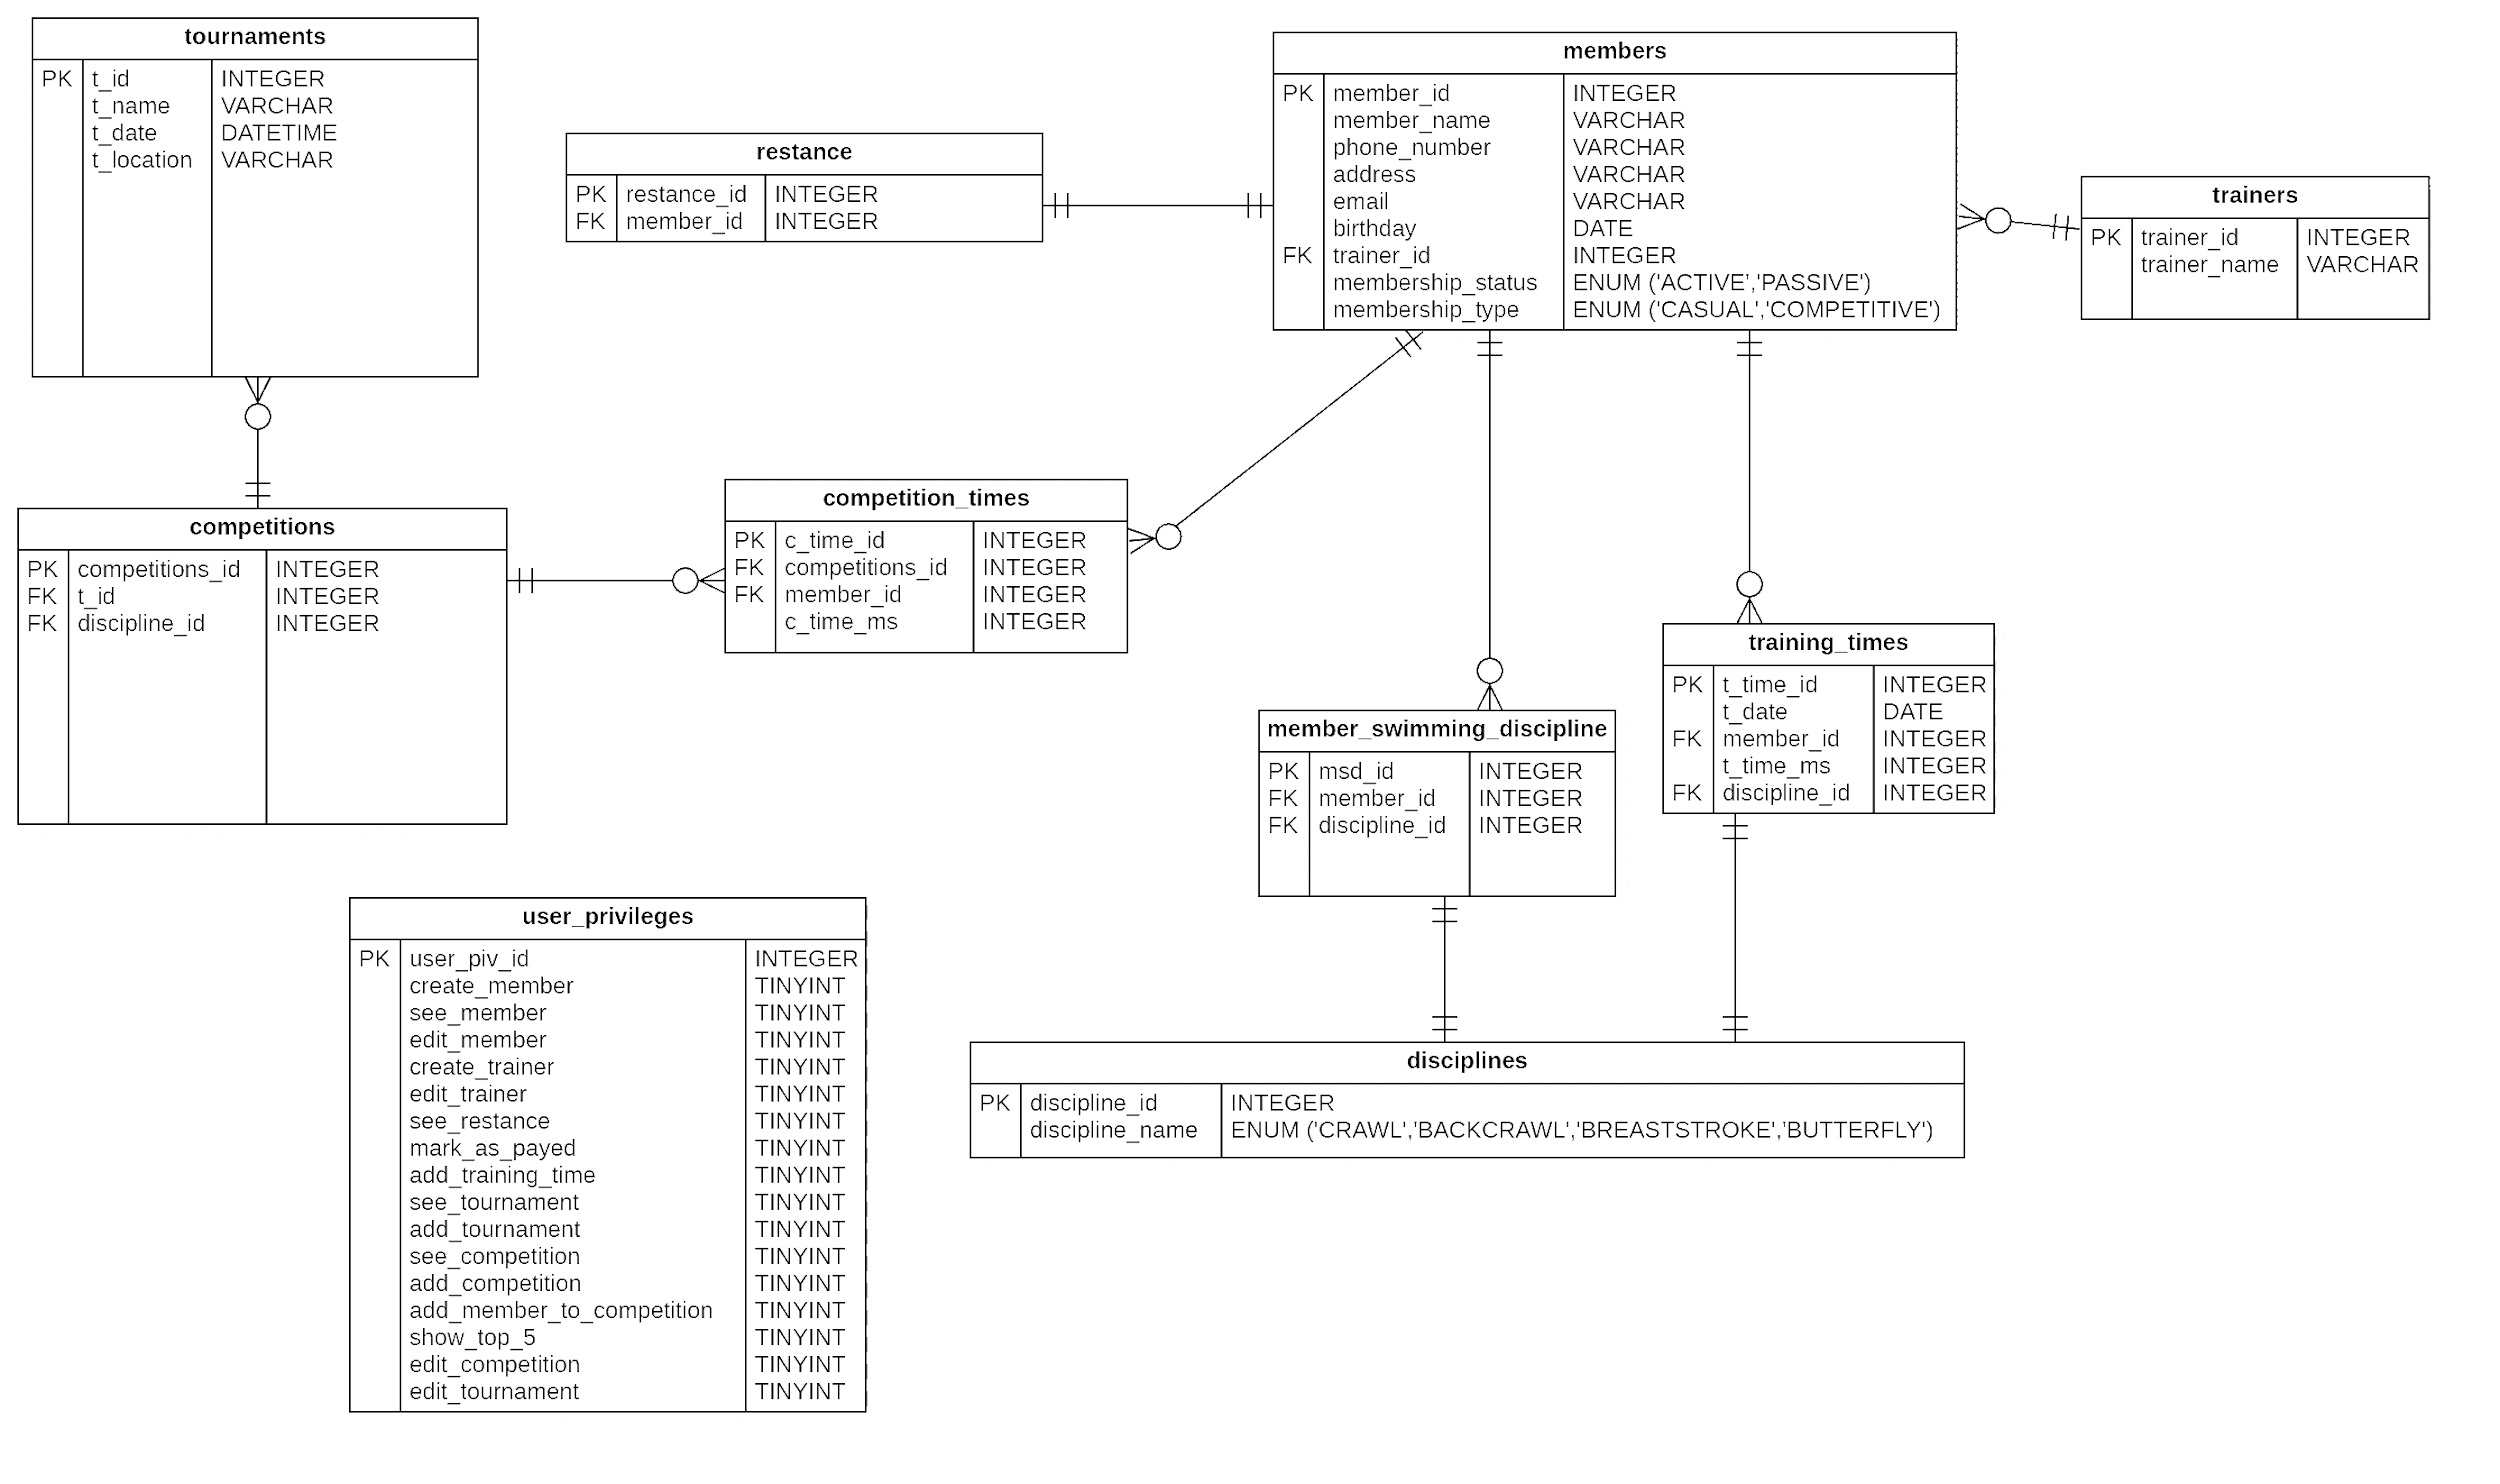 tournaments
PK t_id INTEGER
t_name VARCHAR
t_date DATETIME
t_location VARCHAR
members
PK member_id INTEGER
member_name VARCHAR
phone_number VARCHAR
address VARCHAR
email VARCHAR
birthday DATE
FK trainer_id INTEGER
membership_status ENUM ('ACTIVE','PASSIVE')
membership_type ENUM ('CASUAL','COMPETITIVE')
restance
PK restance_id INTEGER
FK member_id INTEGER
trainers
PK trainer_id INTEGER
trainer_name VARCHAR
competitions
PK competitions_id INTEGER
FK t_id INTEGER
FK discipline_id INTEGER
competition_times
PK c_time_id INTEGER
FK competitions_id INTEGER
FK member_id INTEGER
c_time_ms INTEGER
training_times
PK t_time_id INTEGER
t_date DATE
FK member_id INTEGER
t_time_ms INTEGER
FK discipline_id INTEGER
member_swimming_discipline
PK msd_id INTEGER
FK member_id INTEGER
FK discipline_id INTEGER
user_privileges
PK user_piv_id INTEGER
create_member TINYINT
see_member TINYINT
edit_member TINYINT
create_trainer TINYINT
edit_trainer TINYINT
see_restance TINYINT
mark_as_payed TINYINT
add_training_time TINYINT
see_tournament TINYINT
add_tournament TINYINT
see_competition TINYINT
add_competition TINYINT
add_member_to_competition TINYINT
show_top_5 TINYINT
edit_competition TINYINT
edit_tournament TINYINT
disciplines
PK discipline_id INTEGER
discipline_name ENUM ('CRAWL','BACKCRAWL','BREASTSTROKE','BUTTERFLY')